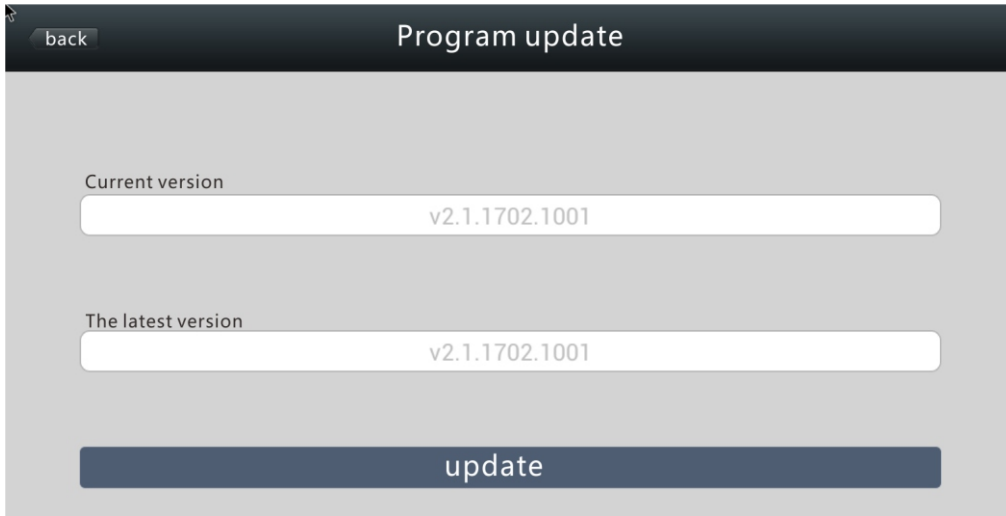 back
Program update
Current version
v2.1.1702.1001
The latest version
v2.1.1702.1001
update